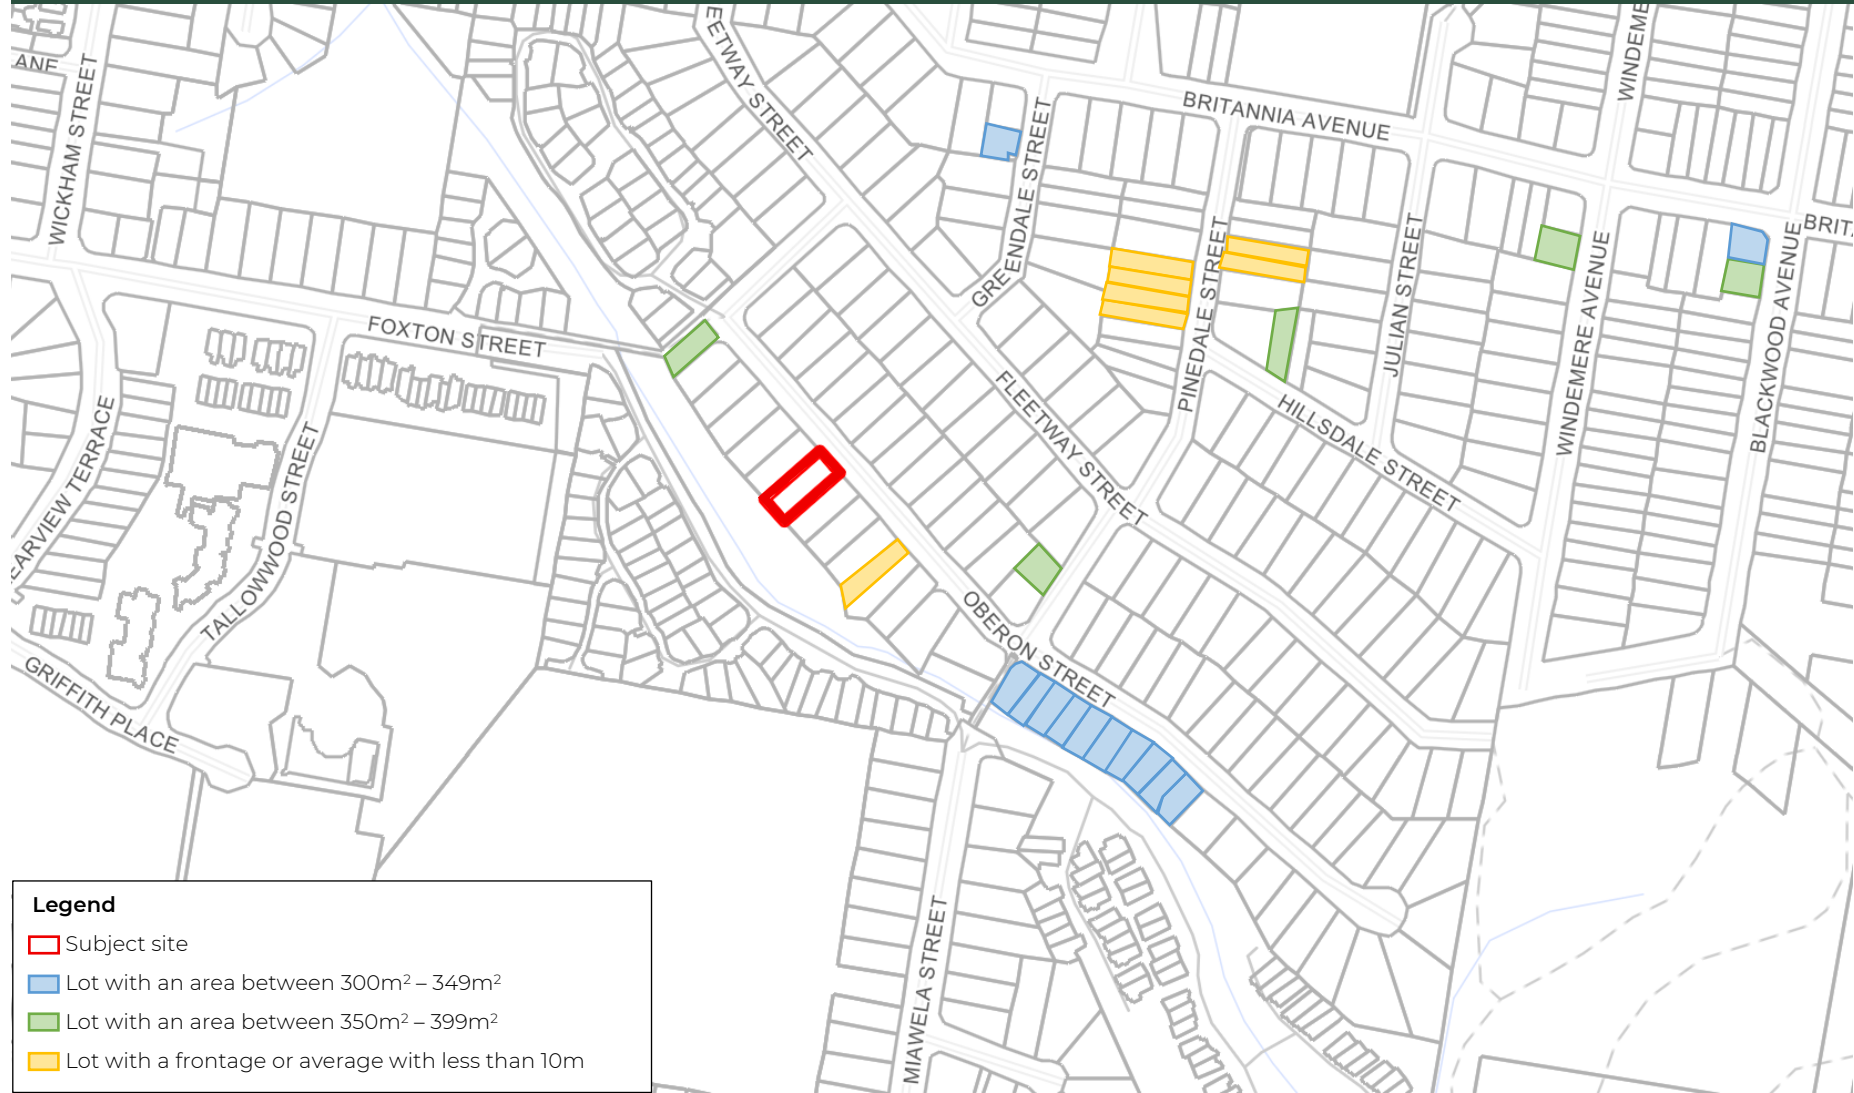 ANE
WICKHAM STREET
EETWAY STREET
BRITANNIA AVENUE
WINDEME
GREENDALE STREET
PINEDALE STREET
JULIAN STREET
WINDEMERE AVENUE
BLACKWOOD AVENUE
BRITA
FOXTON STREET
FLEETWAY STREET
HILLSDALE STREET
EARVIEW TERRACE
TALLOWWOOD STREET
OBERON STREET
GRIFFITH PLACE
MIAWELA STREET
Legend
Subject site
Lot with an area between 300m² – 349m²
Lot with an area between 350m² – 399m²
Lot with a frontage or average with less than 10m